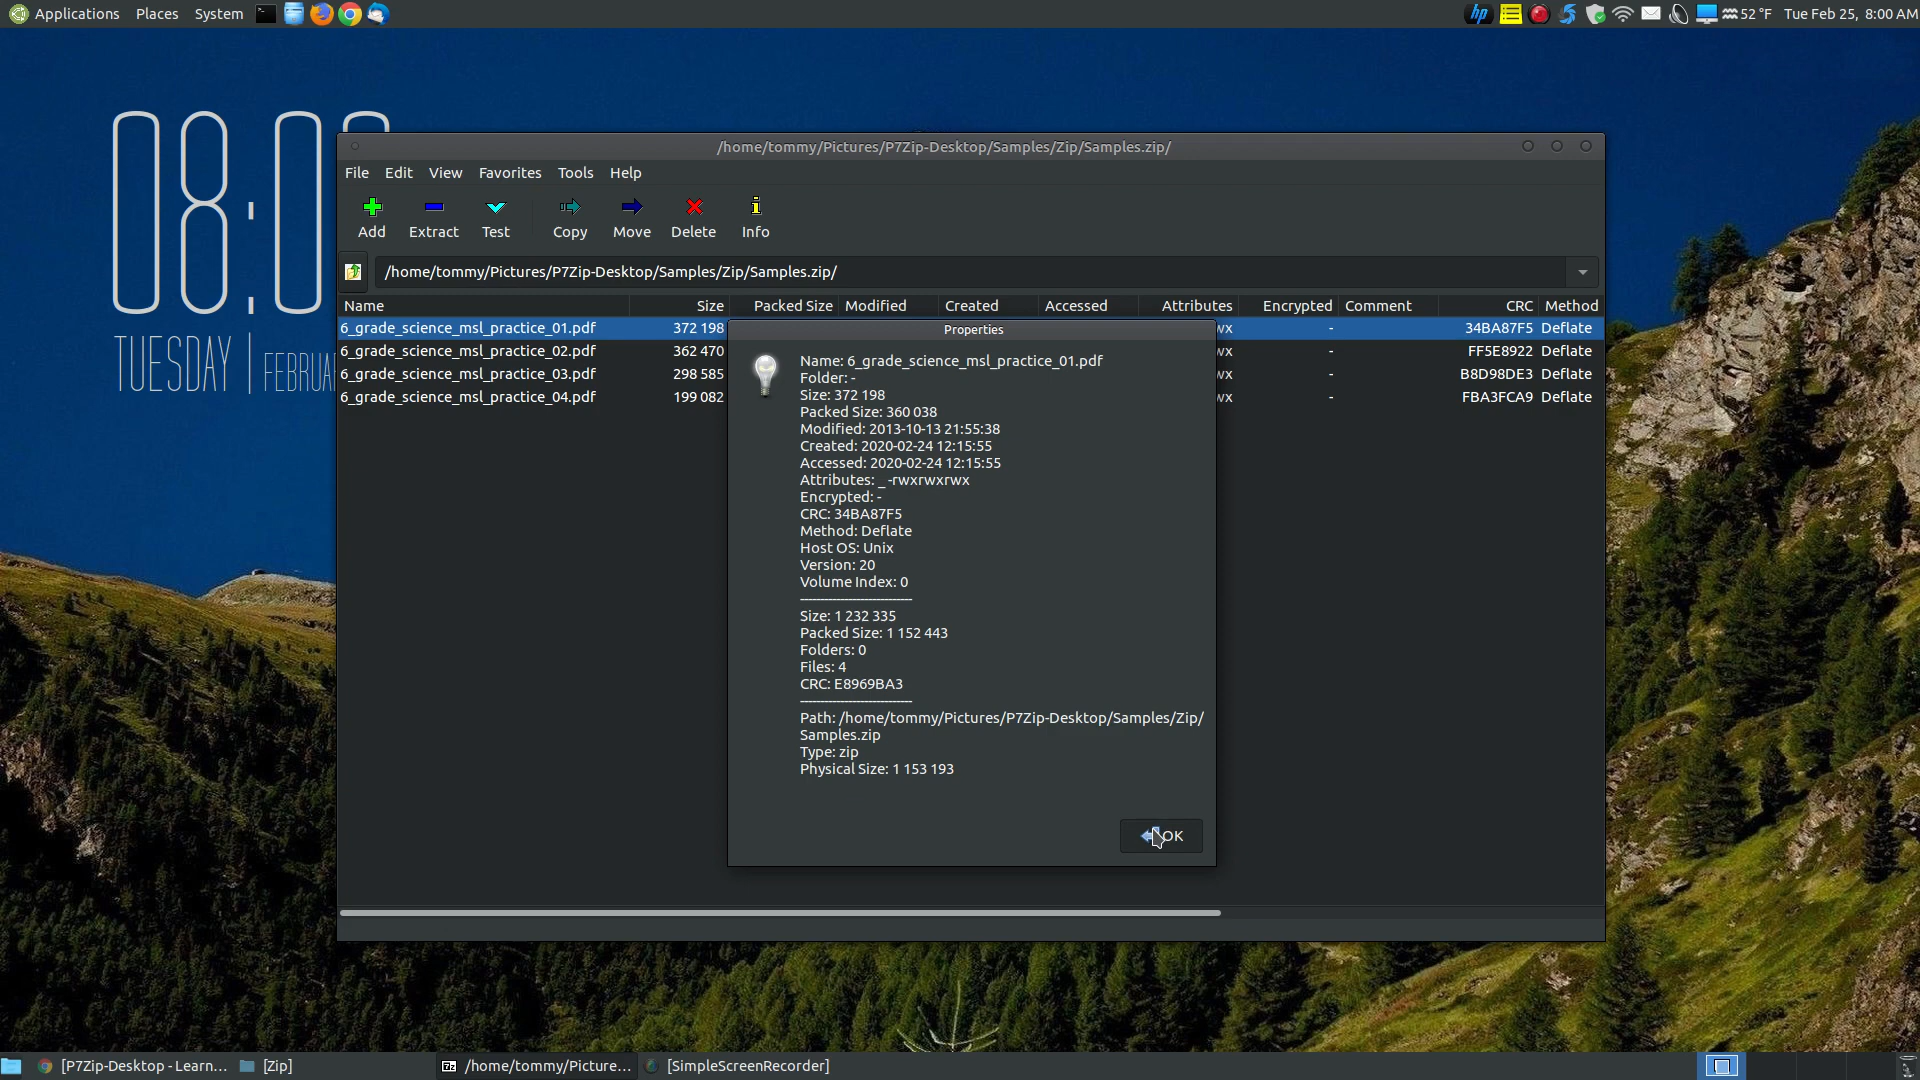 Applications Places System
hp 52 °F Tue Feb 25, 8:00 AM
08:0
TUESDAY | FEBRUA
/home/tommy/Pictures/P7Zip-Desktop/Samples/Zip/Samples.zip/
File Edit View Favorites Tools Help
Add Extract Test Copy Move Delete Info
/home/tommy/Pictures/P7Zip-Desktop/Samples/Zip/Samples.zip/
Name Size Packed Size Modified Created Accessed Attributes Encrypted Comment CRC Method
6_grade_science_msl_practice_01.pdf 372 198 wx - 34BA87F5 Deflate
6_grade_science_msl_practice_02.pdf 362 470 wx - FF5E8922 Deflate
6_grade_science_msl_practice_03.pdf 298 585 wx - B8D98DE3 Deflate
6_grade_science_msl_practice_04.pdf 199 082 wx - FBA3FCA9 Deflate
Properties
Name: 6_grade_science_msl_practice_01.pdf
Folder: -
Size: 372 198
Packed Size: 360 038
Modified: 2013-10-13 21:55:38
Created: 2020-02-24 12:15:55
Accessed: 2020-02-24 12:15:55
Attributes: _ -rwxrwxrwx
Encrypted: -
CRC: 34BA87F5
Method: Deflate
Host OS: Unix
Version: 20
Volume Index: 0
----------------------------
Size: 1 232 335
Packed Size: 1 152 443
Folders: 0
Files: 4
CRC: E8969BA3
----------------------------
Path: /home/tommy/Pictures/P7Zip-Desktop/Samples/Zip/
Samples.zip
Type: zip
Physical Size: 1 153 193
OK
[P7Zip-Desktop - Learn... [Zip] 7z /home/tommy/Picture... [SimpleScreenRecorder]